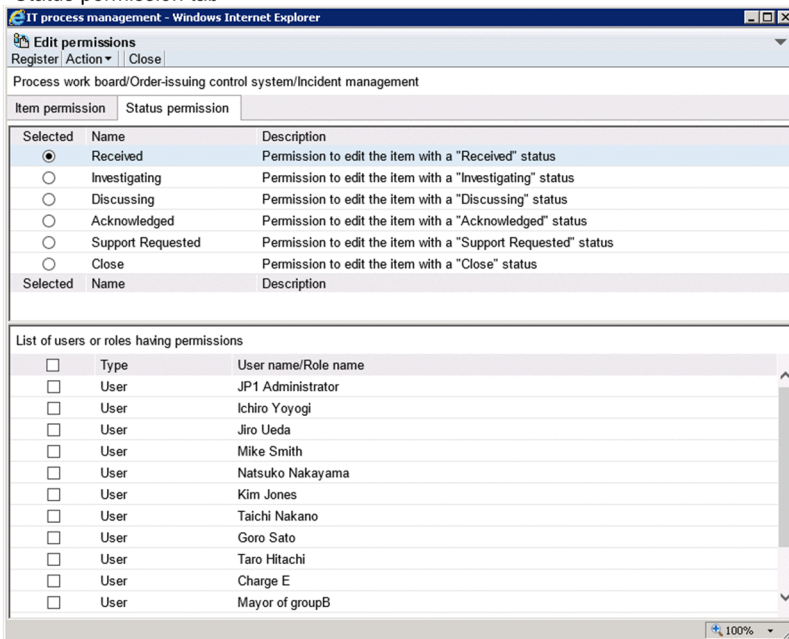 Status permission tab
IT process management - Windows Internet Explorer
Edit permissions
Register Action Close
Process work board/Order-issuing control system/Incident management
Item permission Status permission
Selected Name Description
Received Permission to edit the item with a "Received" status
Investigating Permission to edit the item with a "Investigating" status
Discussing Permission to edit the item with a "Discussing" status
Acknowledged Permission to edit the item with a "Acknowledged" status
Support Requested Permission to edit the item with a "Support Requested" status
Close Permission to edit the item with a "Close" status
Selected Name Description
List of users or roles having permissions
Type User name/Role name
User JP1 Administrator
User Ichiro Yoyogi
User Jiro Ueda
User Mike Smith
User Natsuko Nakayama
User Kim Jones
User Taichi Nakano
User Goro Sato
User Taro Hitachi
User Charge E
User Mayor of groupB
100%